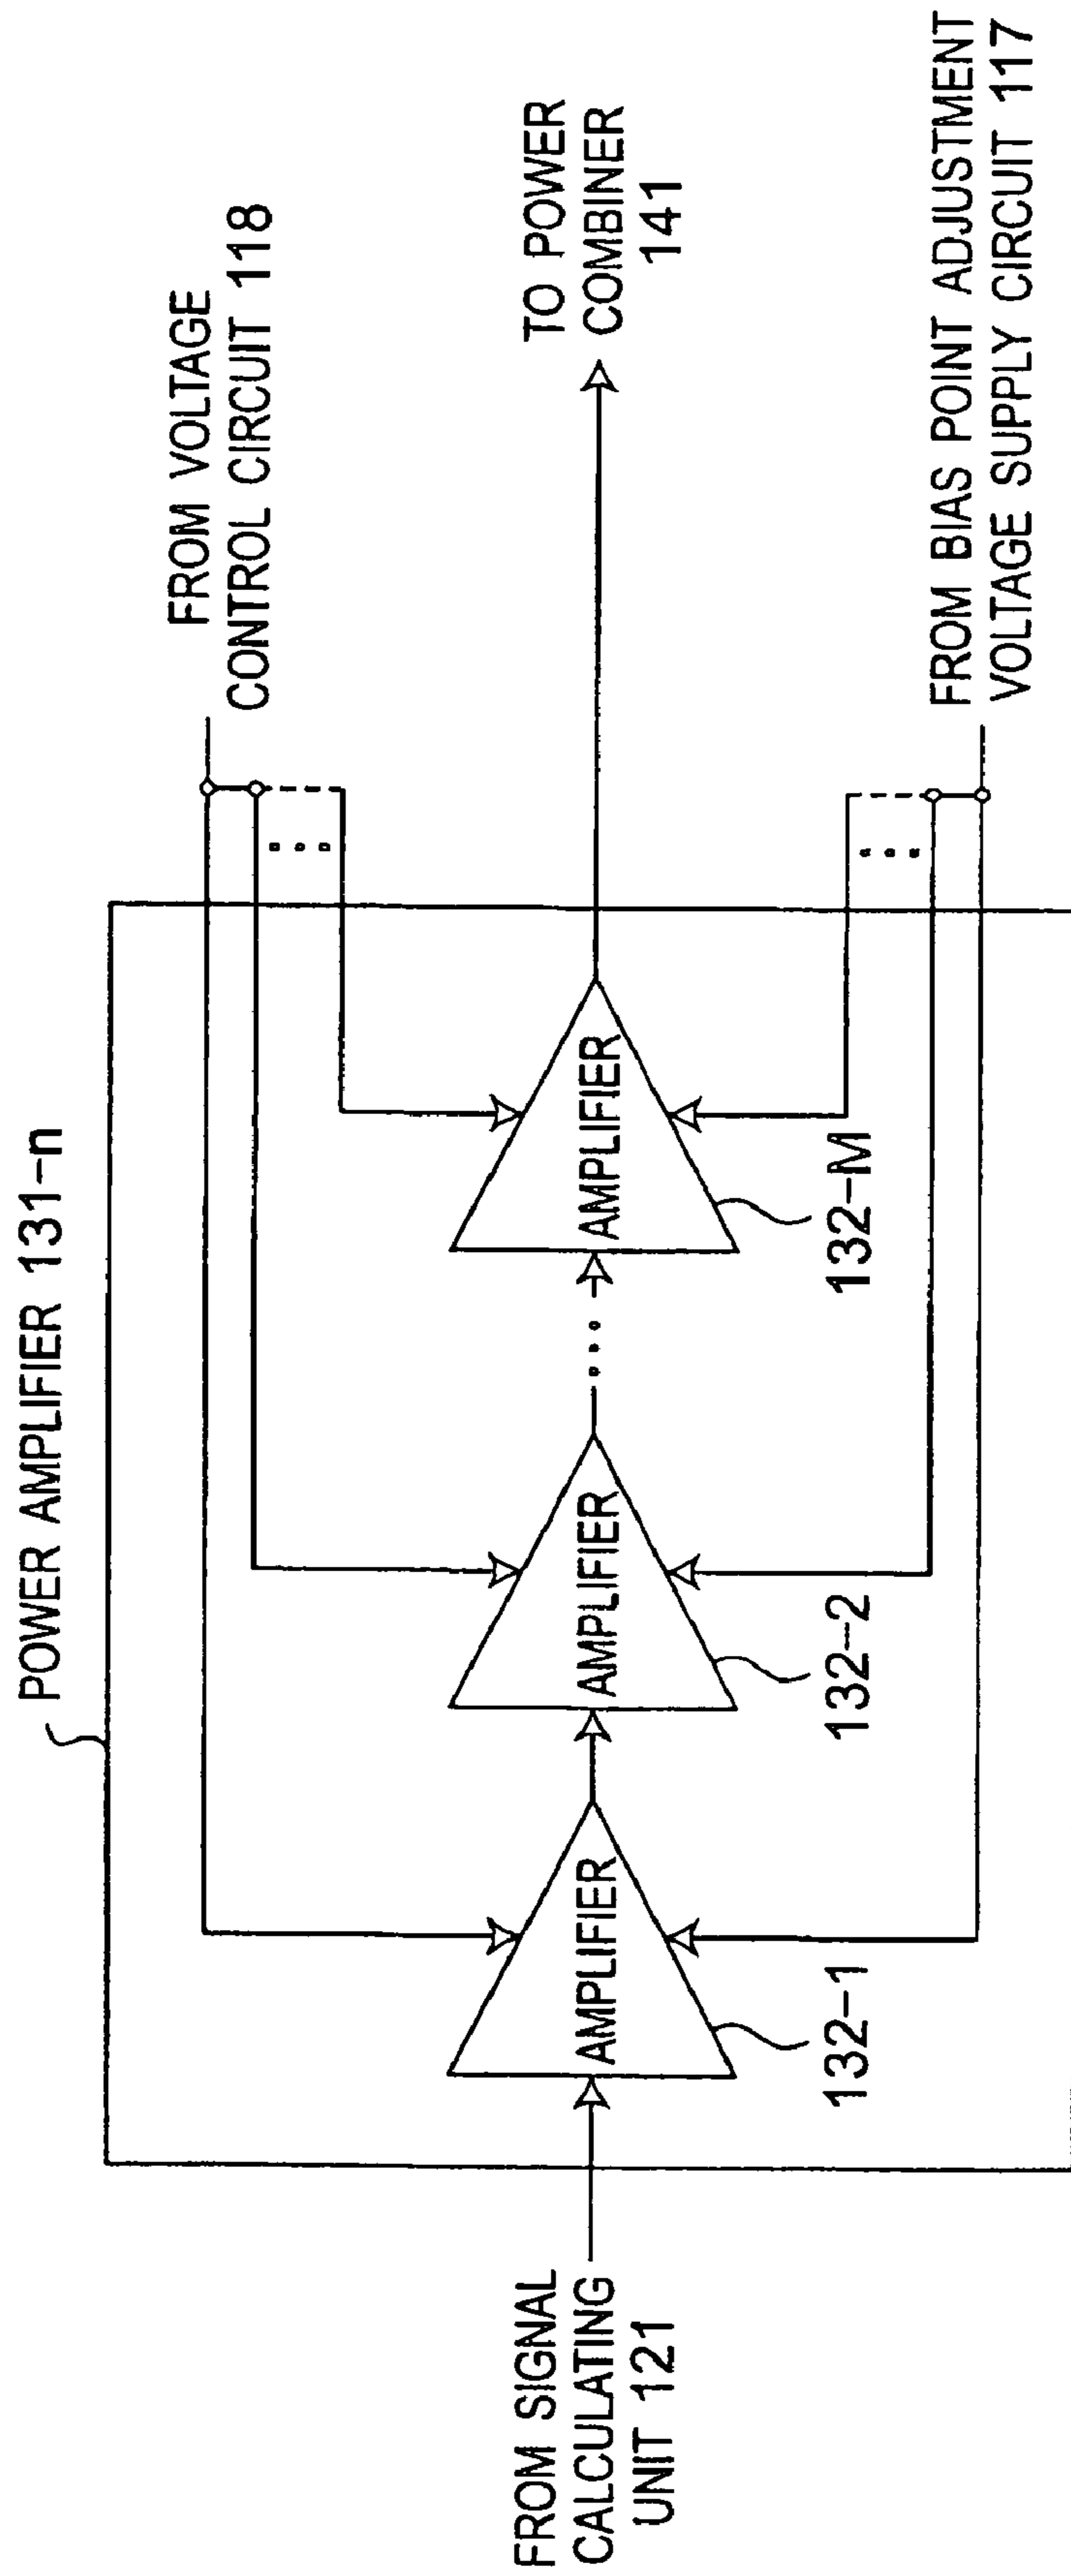 POWER AMPLIFIER 131-n
FROM VOLTAGE
CONTROL CIRCUIT 118
FROM SIGNAL
CALCULATING
UNIT 121
AMPLIFIER
AMPLIFIER
AMPLIFIER
TO POWER
COMBINER
141
132-1
132-2
132-M
FROM BIAS POINT ADJUSTMENT
VOLTAGE SUPPLY CIRCUIT 117